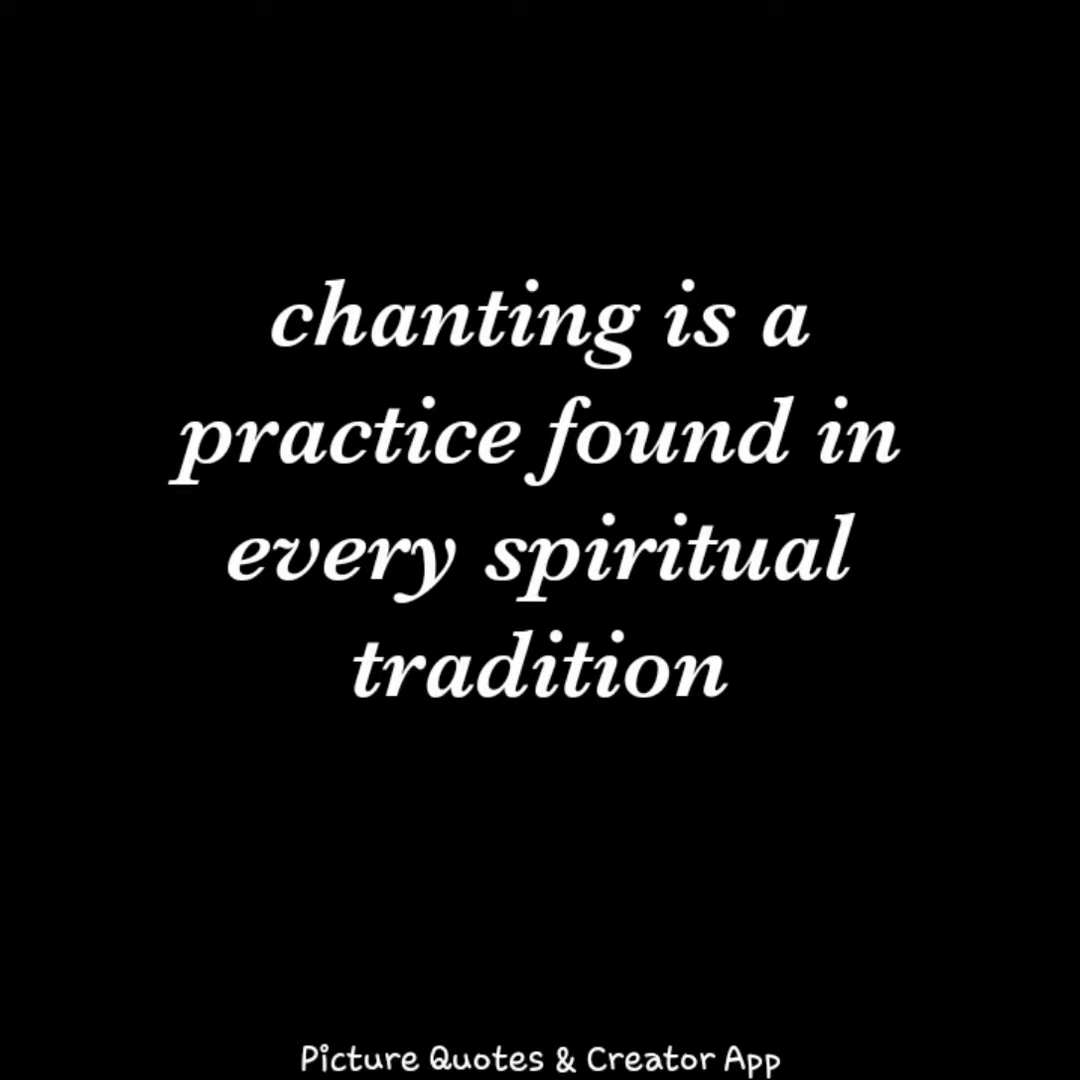 chanting is a
practice found in
every spiritual
tradition
Picture Quotes & Creator App